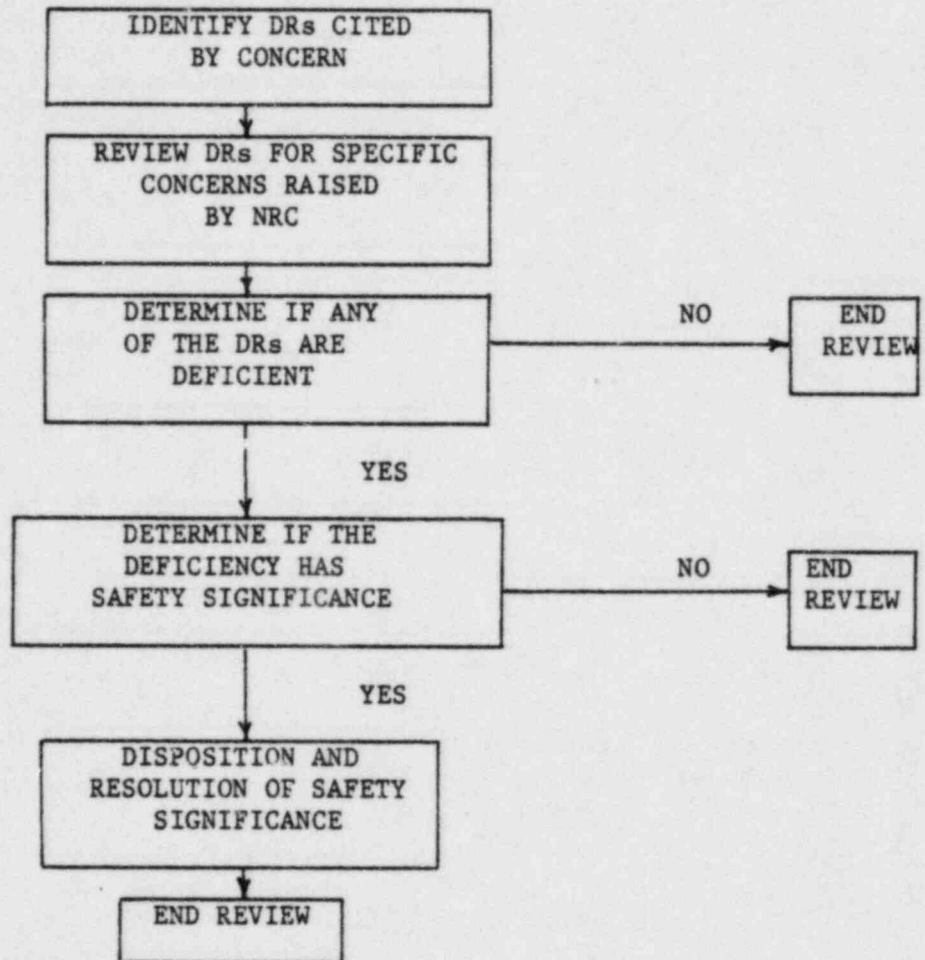 IDENTIFY DRs CITED
BY CONCERN
REVIEW DRs FOR SPECIFIC
CONCERNS RAISED
BY NRC
DETERMINE IF ANY
OF THE DRs ARE
DEFICIENT
NO
END
REVIEW
YES
DETERMINE IF THE
DEFICIENCY HAS
SAFETY SIGNIFICANCE
NO
END
REVIEW
YES
DISPOSITION AND
RESOLUTION OF SAFETY
SIGNIFICANCE
END REVIEW